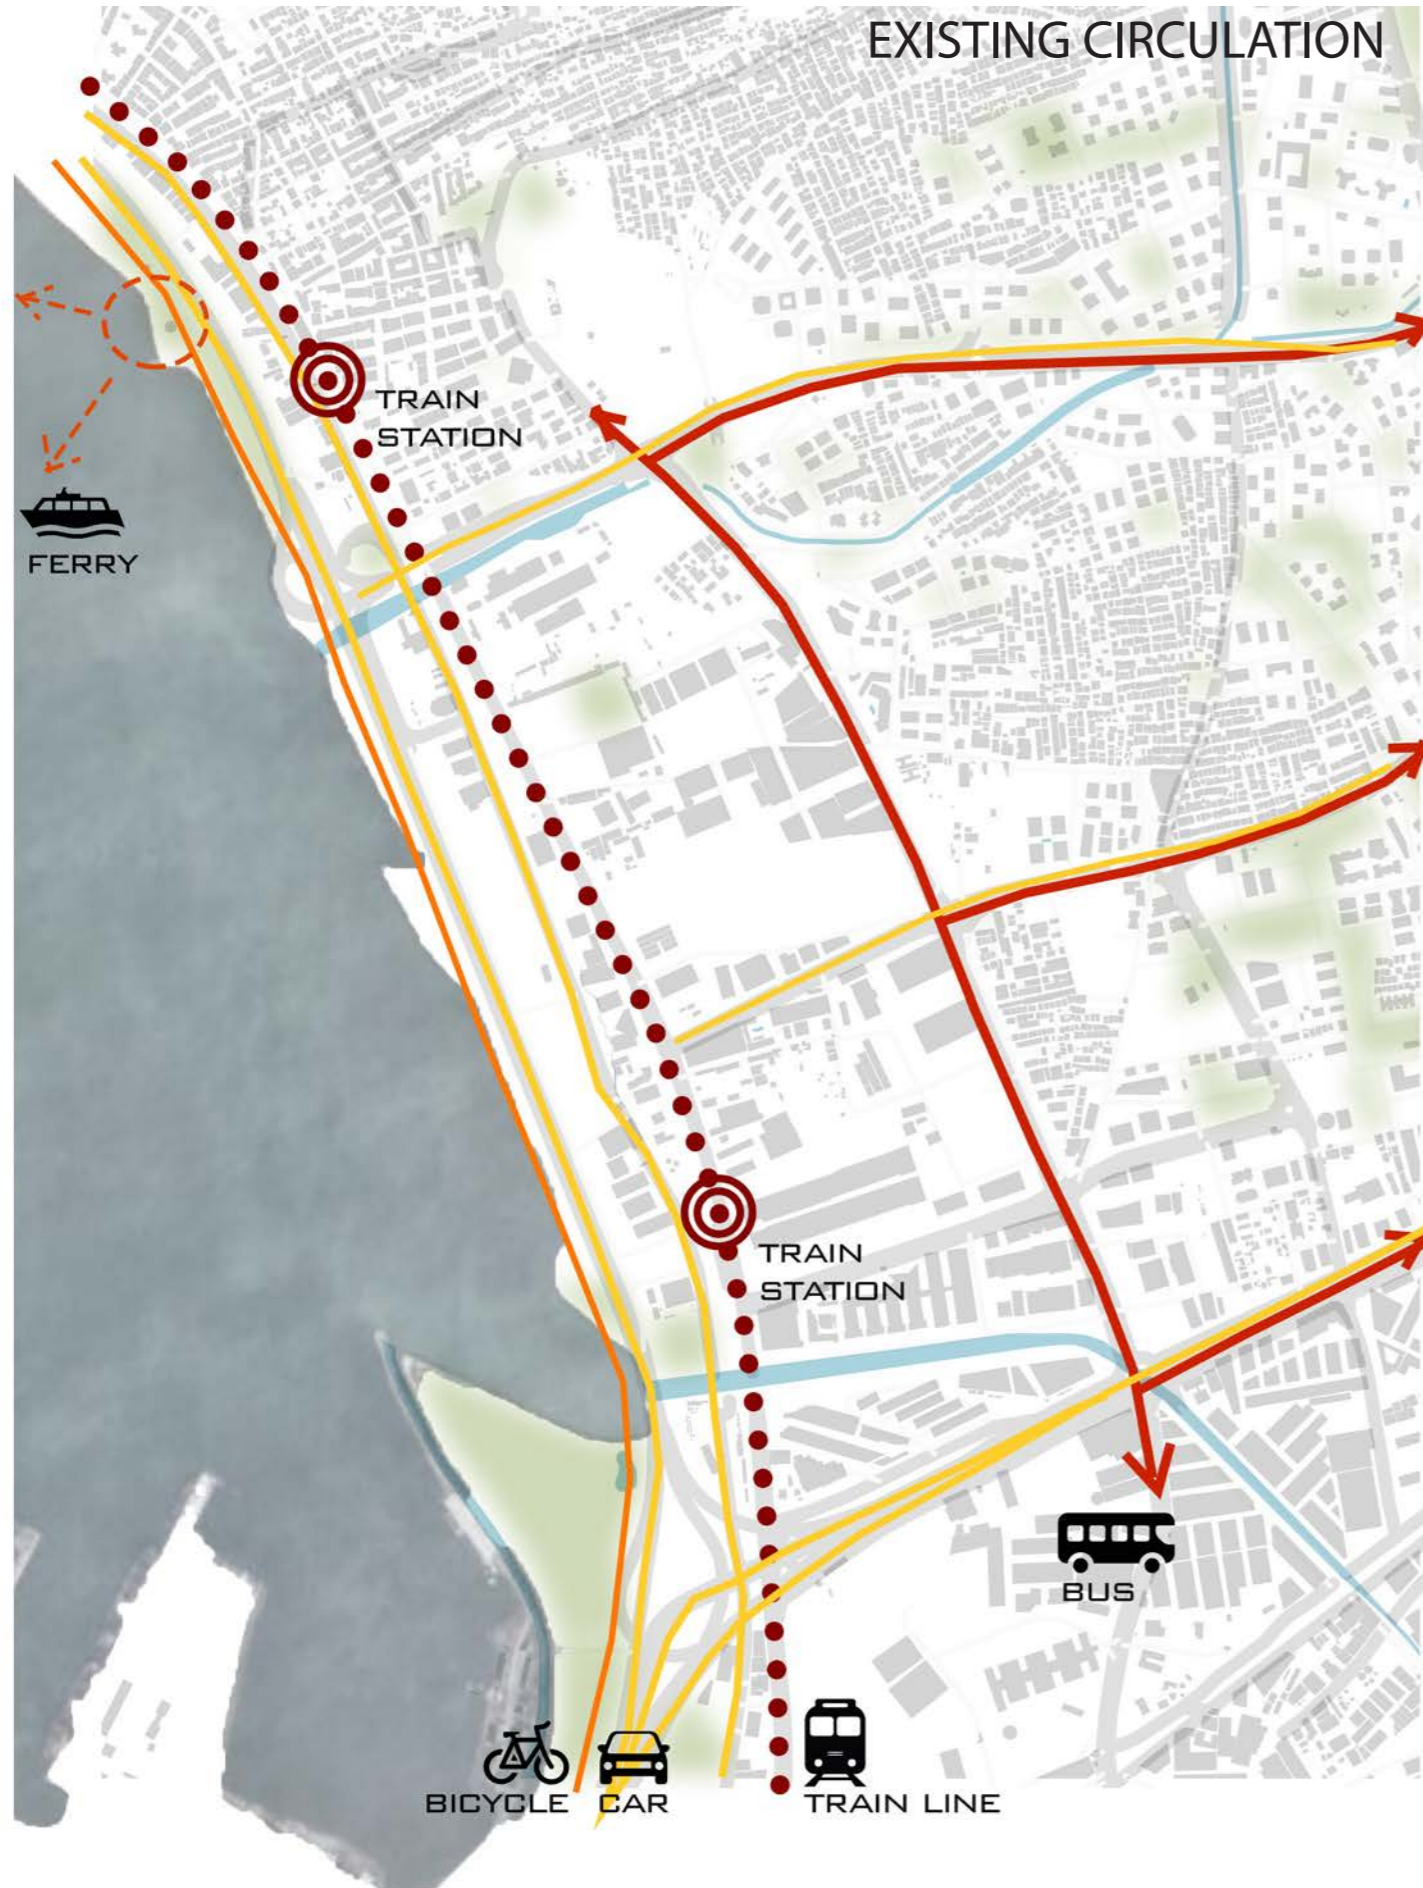 EXISTING CIRCULATION
TRAIN
STATION
FERRY
TRAIN
STATION
BUS
BICYCLE
CAR
TRAIN LINE